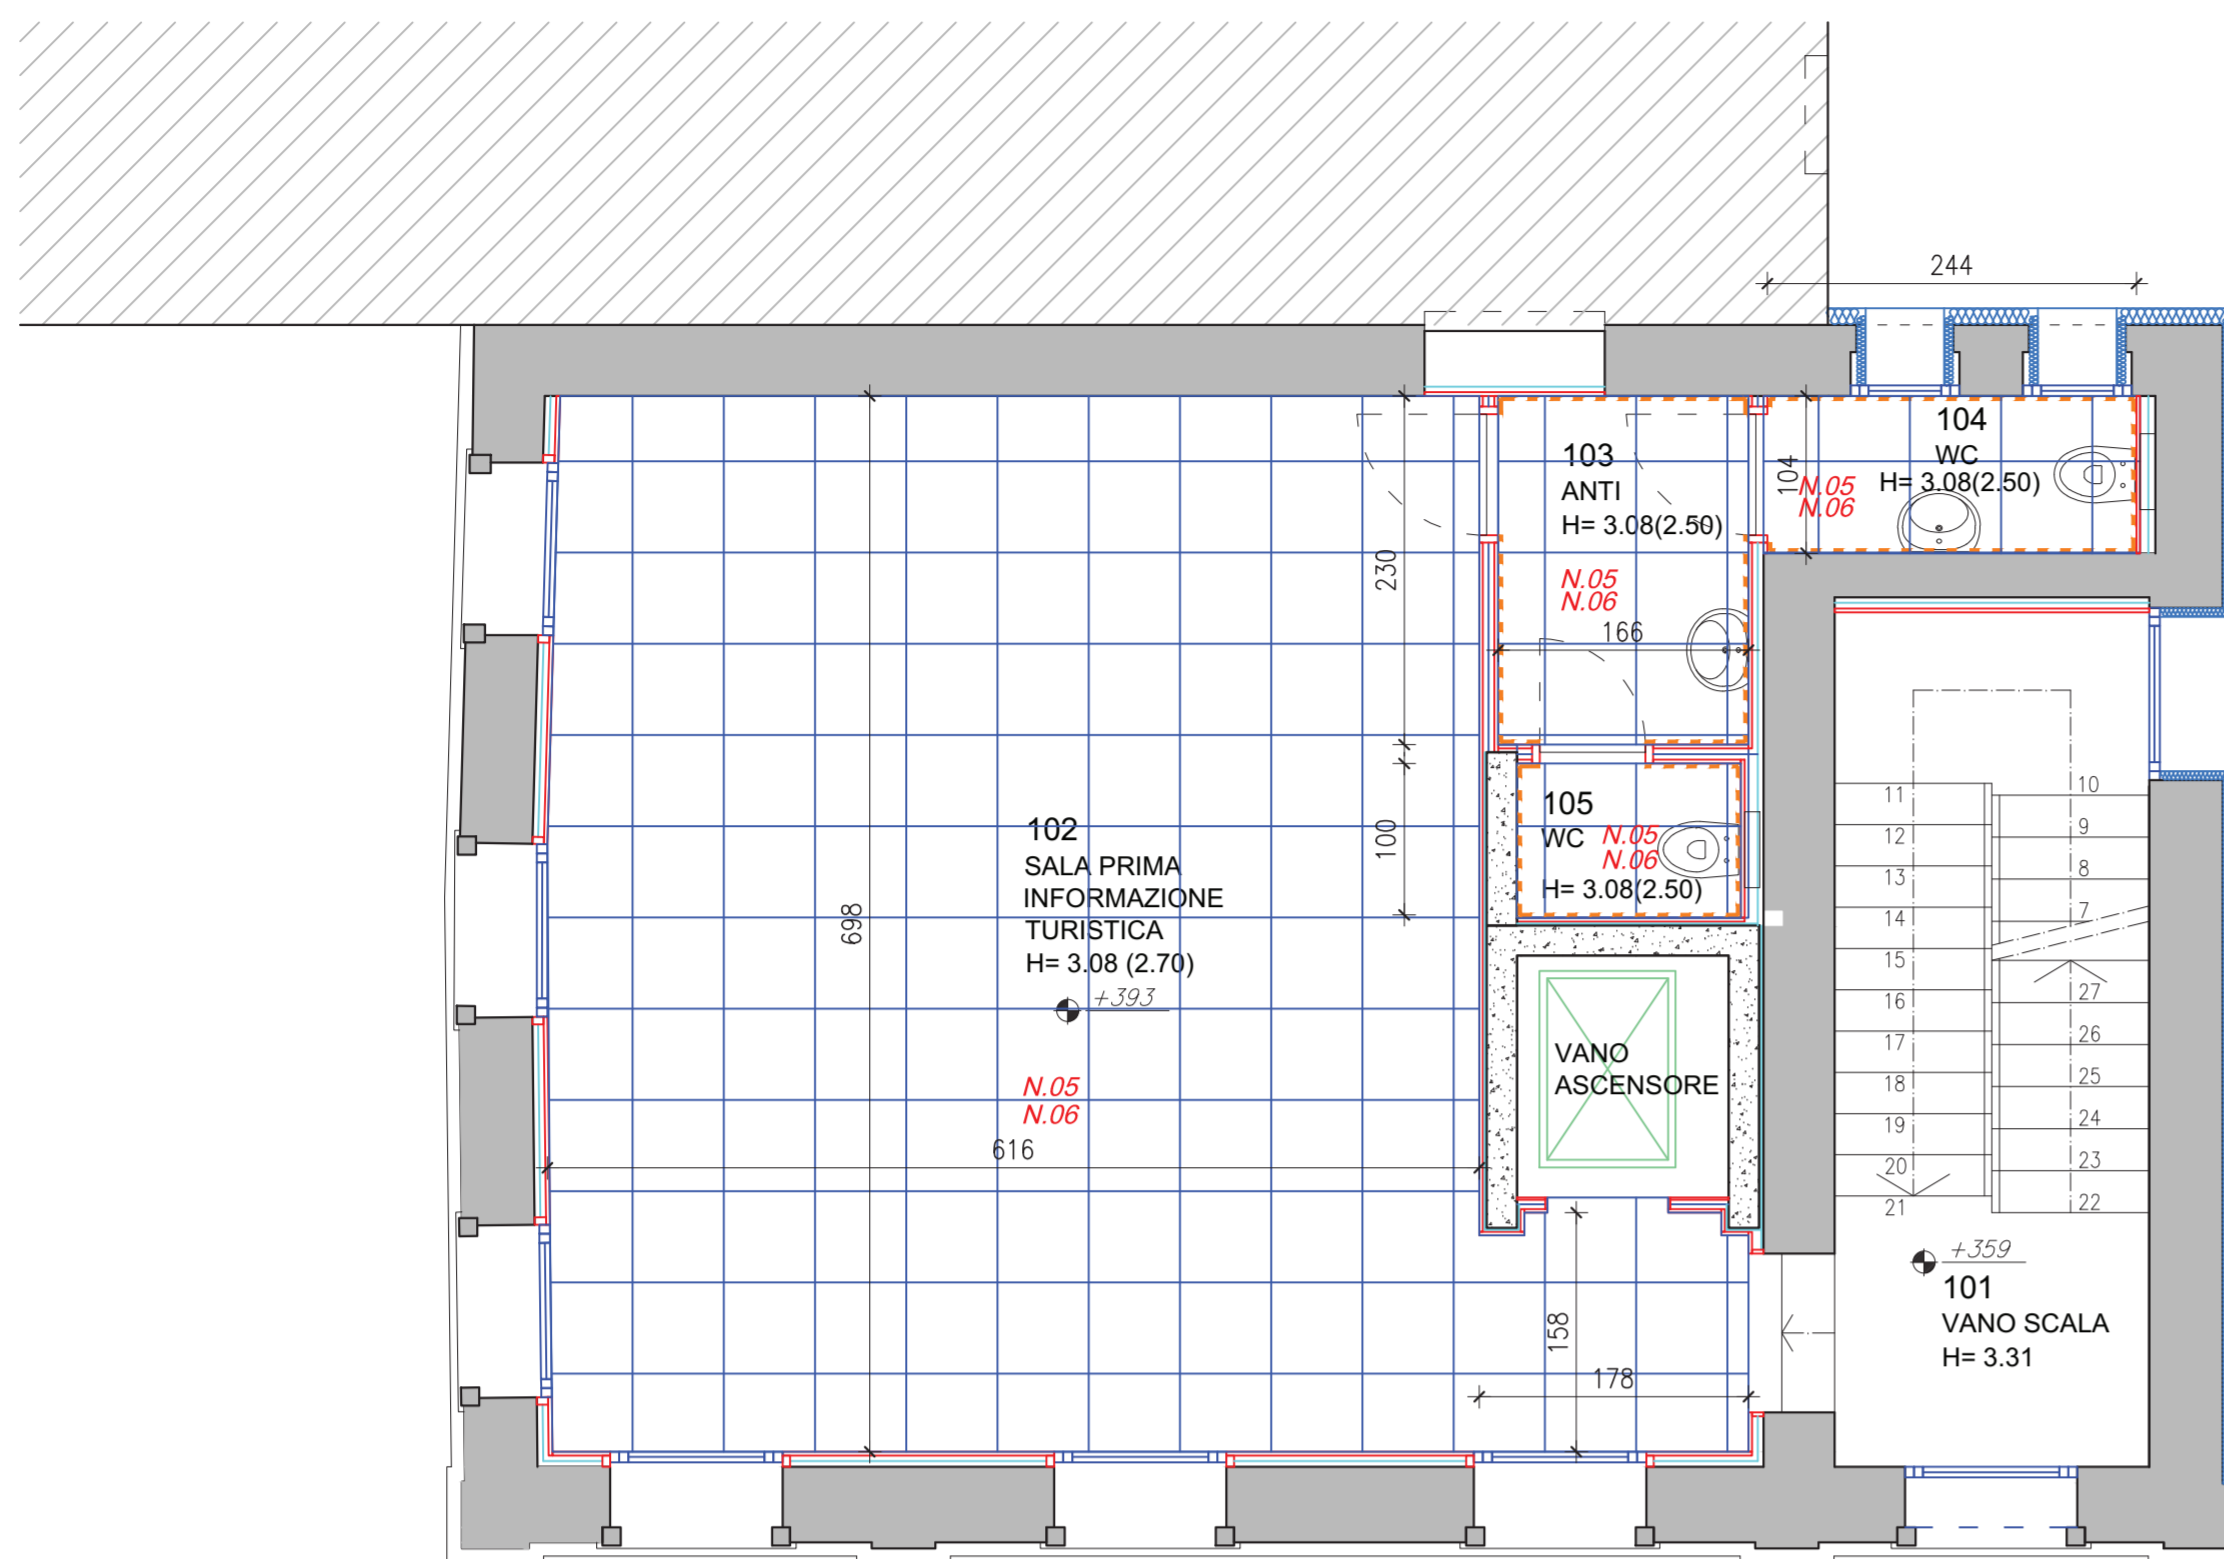 244
104
WC
H= 3.08(2.50)
104
N.05
N.06
103
ANTI
H= 3.08(2.50)
N.05
N.06
230
166
105
WC
N.05
N.06
H= 3.08(2.50)
100
102
SALA PRIMA
INFORMAZIONE
TURISTICA
H= 3.08 (2.70)
+393
698
N.05
N.06
616
VANO
ASCENSORE
158
178
11
12
13
14
15
16
17
18
19
20
21
10
9
8
7
27
26
25
24
23
22
+359
101
VANO SCALA
H= 3.31